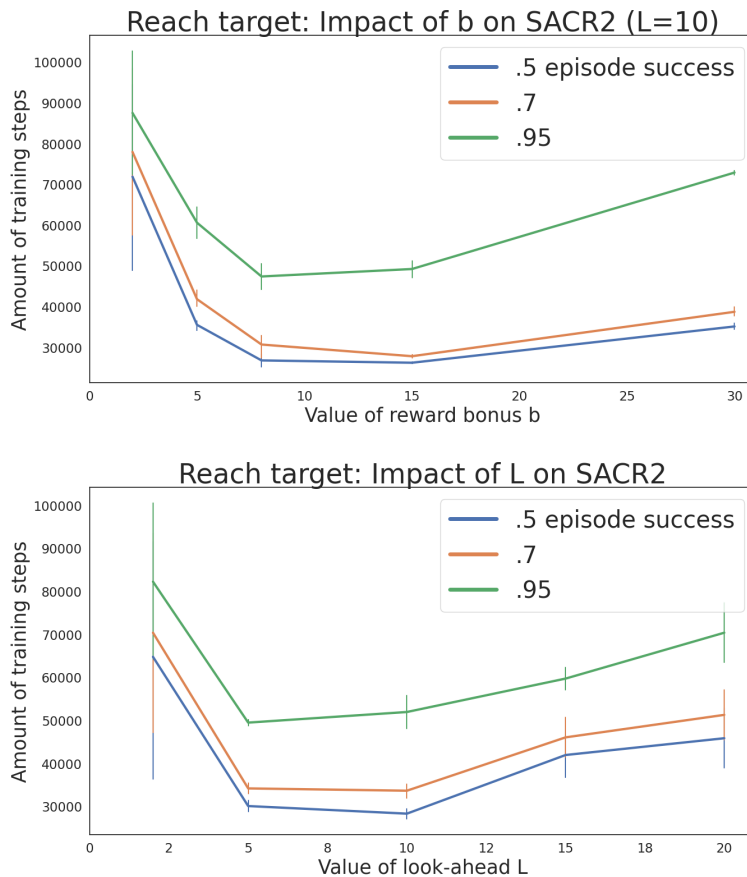 Reach target: Impact of b on SACR2 (L=10)
.5 episode success
.7
.95
Amount of training steps
100000
90000
80000
70000
60000
50000
40000
30000
0 5 10 15 20 25 30
Value of reward bonus b
Reach target: Impact of L on SACR2
.5 episode success
.7
.95
Amount of training steps
100000
90000
80000
70000
60000
50000
40000
30000
0 2 5 8 10 12 15 18 20
Value of look-ahead L